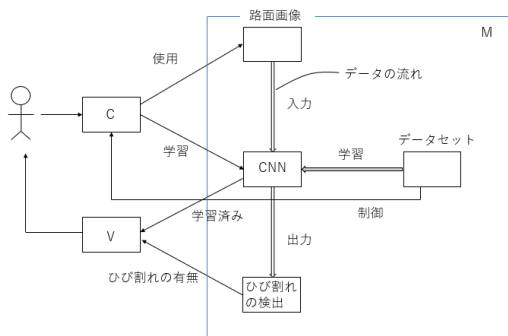 路面画像
M
使用
データの流れ
入力
C
データセット
学習
学習
CNN
制御
学習済み
V
出力
ひび割れの有無
ひび割れ
の検出